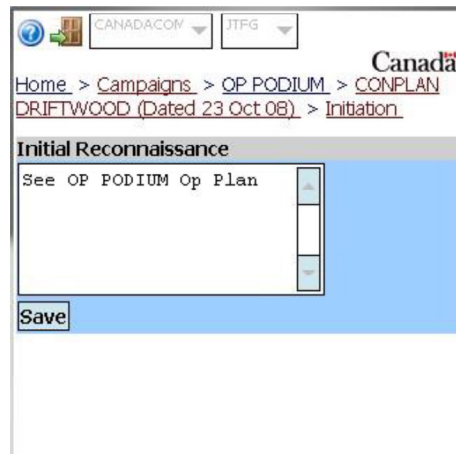 CANADACOM JTFG
Canada
Home > Campaigns > OP PODIUM > CONPLAN
DRIFTWOOD (Dated 23 Oct 08) > Initiation
Initial Reconnaissance
See OP PODIUM Op Plan
Save